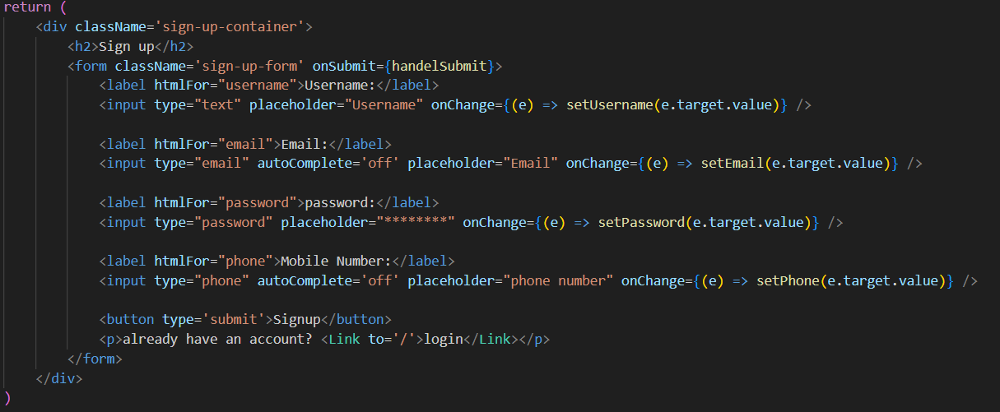 return (
<div className='sign-up-container'>
<h2>Sign up</h2>
<form className='sign-up-form' onSubmit={handelSubmit}>
<label htmlFor="username">Username:</label>
<input type="text" placeholder="Username" onChange={(e) => setUsername(e.target.value)} />
<label htmlFor="email">Email:</label>
<input type="email" autoComplete='off' placeholder="Email" onChange={(e) => setEmail(e.target.value)} />
<label htmlFor="password">password:</label>
<input type="password" placeholder="********" onChange={(e) => setPassword(e.target.value)} />
<label htmlFor="phone">Mobile Number:</label>
<input type="phone" autoComplete='off' placeholder="phone number" onChange={(e) => setPhone(e.target.value)} />
<button type='submit'>Signup</button>
<p>already have an account? <Link to='/'>login</Link></p>
</form>
</div>
)